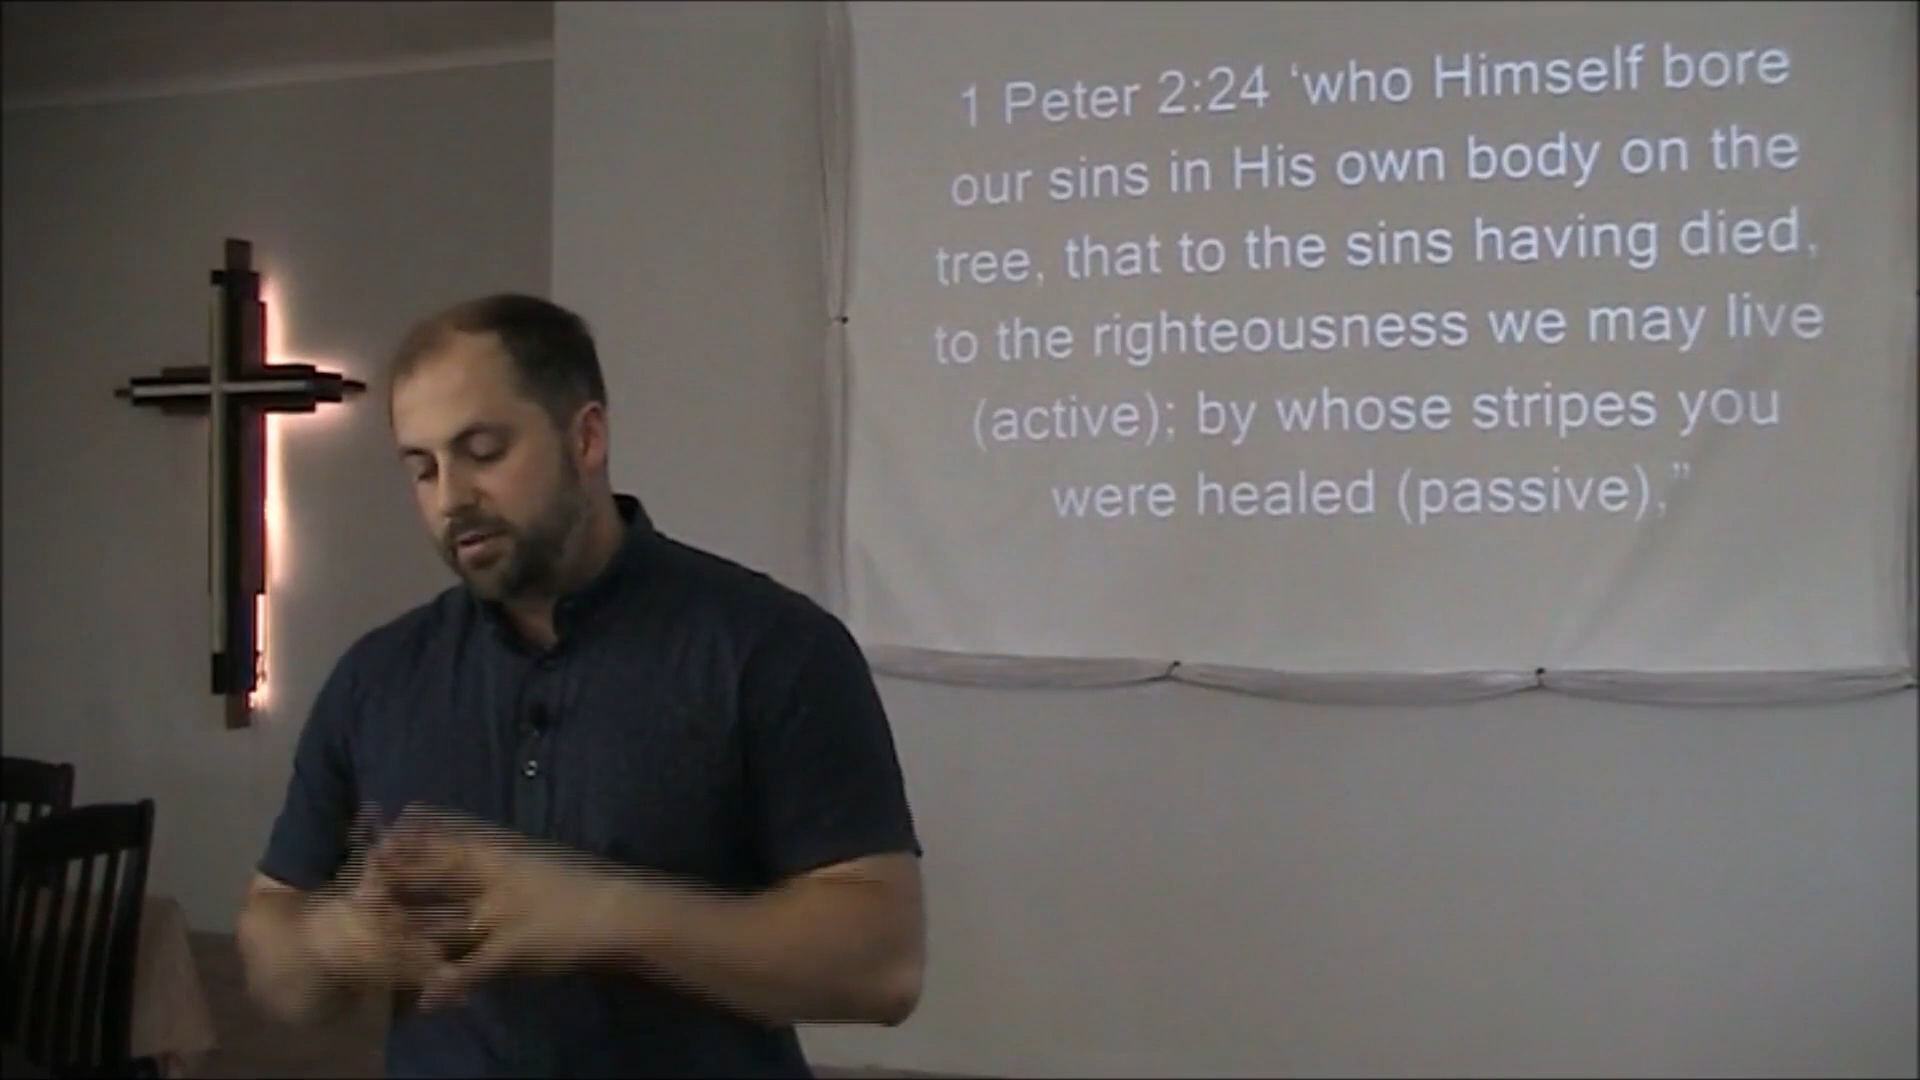 1 Peter 2:24 ‘who Himself bore
our sins in His own body on the
tree, that to the sins having died,
to the righteousness we may live
(active); by whose stripes you
were healed (passive),”